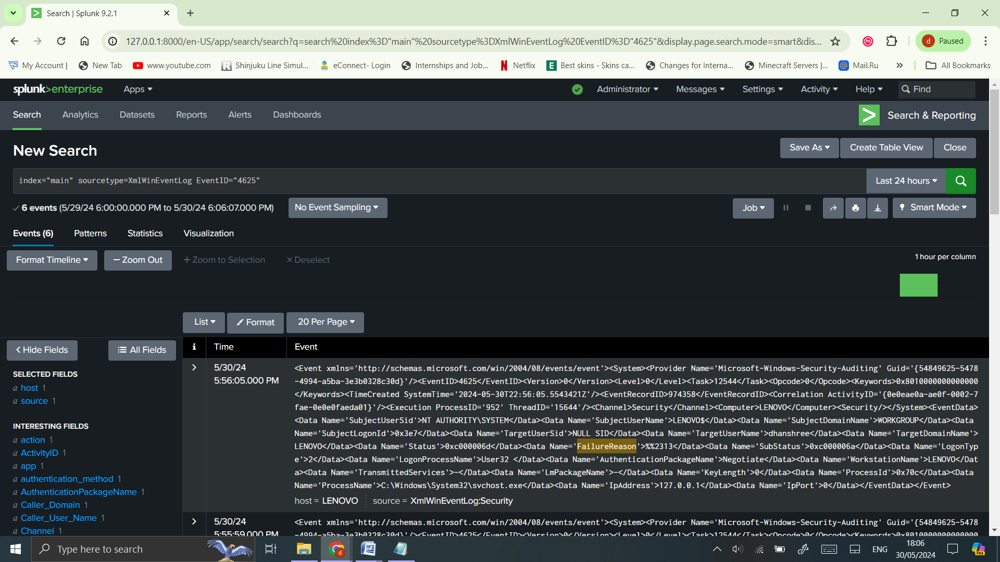 Search | Splunk 9.2.1
127.0.0.1:8000/en-US/app/search/search?q=search%20index%3D"main"%20sourcetype%3DXmlWinEventLog%20EventID%3D"4625"&display.page.search.mode=smart&dis...
d Paused
My Account |
New Tab
www.youtube.com
Shinjuku Line Simul...
eConnect- Login
Internships and Job...
Netflix
Best skins - Skins ca...
Changes for Interna...
Minecraft Servers |...
Mail.Ru
All Bookmarks
splunk>enterprise
Apps
Administrator
Messages
Settings
Activity
Help
Find
Search
Analytics
Datasets
Reports
Alerts
Dashboards
Search & Reporting
New Search
Save As
Create Table View
Close
index="main" sourcetype=XmlWinEventLog EventID="4625"
Last 24 hours
6 events (5/29/24 6:00:00.000 PM to 5/30/24 6:06:07.000 PM)
No Event Sampling
Job
Smart Mode
Events (6)
Patterns
Statistics
Visualization
Format Timeline
— Zoom Out
+ Zoom to Selection
× Deselect
1 hour per column
List
Format
20 Per Page
< Hide Fields
All Fields
i
Time
Event
SELECTED FIELDS
a host 1
a source 1
INTERESTING FIELDS
a action 1
a ActivityID 1
a app 1
a authentication_method 1
a AuthenticationPackageName 1
a Caller_Domain 1
a Caller_User_Name 1
a Channel 1
5/30/24
5:56:05.000 PM
<Event xmlns='http://schemas.microsoft.com/win/2004/08/events/event'><System><Provider Name='Microsoft-Windows-Security-Auditing' Guid='{54849625-5478
-4994-a5ba-3e3b0328c30d}'/><EventID>4625</EventID><Version>0</Version><Level>0</Level><Task>12544</Task><Opcode>0</Opcode><Keywords>0x8010000000000000
</Keywords><TimeCreated SystemTime='2024-05-30T22:56:05.5543421Z'/><EventRecordID>974358</EventRecordID><Correlation ActivityID='{0e0eae0a-ae0f-0002-7
fae-0e0e0faeda01}'/><Execution ProcessID='952' ThreadID='15644'/><Channel>Security</Channel><Computer>LENOVO</Computer><Security/></System><EventData>
<Data Name='SubjectUserSid'>NT AUTHORITY\SYSTEM</Data><Data Name='SubjectUserName'>LENOVO$</Data><Data Name='SubjectDomainName'>WORKGROUP</Data><Data
Name='SubjectLogonId'>0x3e7</Data><Data Name='TargetUserSid'>NULL SID</Data><Data Name='TargetUserName'>dhanshree</Data><Data Name='TargetDomainName'>
LENOVO</Data><Data Name='Status'>0xc000006d</Data><Data Name='FailureReason'>%%2313</Data><Data Name='SubStatus'>0xc000006a</Data><Data Name='LogonTyp
e'>2</Data><Data Name='LogonProcessName'>User32 </Data><Data Name='AuthenticationPackageName'>Negotiate</Data><Data Name='WorkstationName'>LENOVO</Dat
a><Data Name='TransmittedServices'>-</Data><Data Name='LmPackageName'>-</Data><Data Name='KeyLength'>0</Data><Data Name='ProcessId'>0x70c</Data><Data
Name='ProcessName'>C:\Windows\System32\svchost.exe</Data><Data Name='IpAddress'>127.0.0.1</Data><Data Name='IpPort'>0</Data></EventData></Event>
host = LENOVO
source = XmlWinEventLog:Security
5/30/24
5:55:59.000 PM
<Event xmlns='http://schemas.microsoft.com/win/2004/08/events/event'><System><Provider Name='Microsoft-Windows-Security-Auditing' Guid='{54849625-5478
-4994-a5ba-3e3b0328c30d}'/><EventID>4625</EventID><Version>0</Version><Level>0</Level><Task>12544</Task><Opcode>0</Opcode><Keywords>0x8010000000000000
Type here to search
ENG
18:06
30/05/2024
PRE